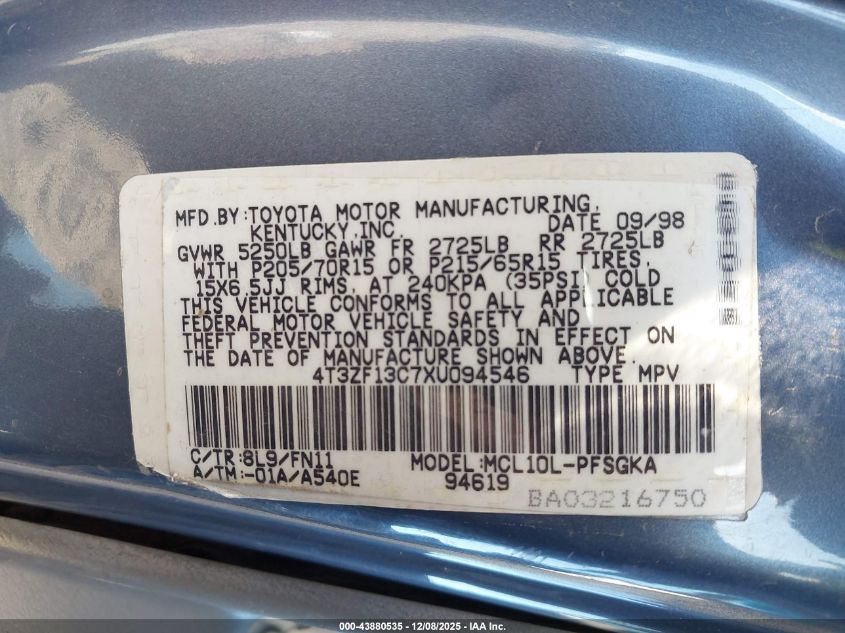 MFD.BY:TOYOTA MOTOR MANUFACTURING,
KENTUCKY,INC. DATE 09/98
GVWR 5250LB GAWR FR 2725LB RR 2725LB
WITH P205/70R15 OR P215/65R15 TIRES,
15X6.5JJ RIMS, AT 240KPA (35PSI) COLD
THIS VEHICLE CONFORMS TO ALL APPLICABLE
FEDERAL MOTOR VEHICLE SAFETY AND
THEFT PREVENTION STANDARDS IN EFFECT ON
THE DATE OF MANUFACTURE SHOWN ABOVE.
4T3ZF13C7XU094546 TYPE MPV
C/TR:8L9/FN11 MODEL:MCL10L-PFSGKA
A/TM:-01A/A540E 94619
BA03216750
000-43880535 - 12/08/2025 - IAA Inc.